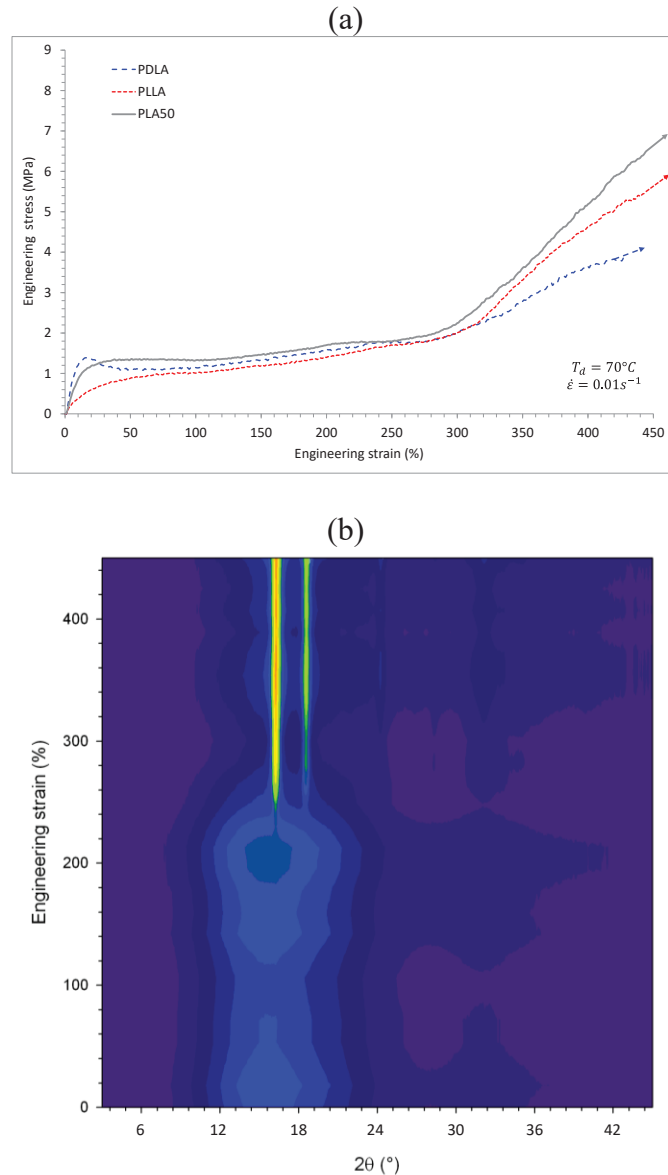 (a)
Engineering stress (MPa)
9
8
7
6
5
4
3
2
1
0
PDLA
PLLA
PLA50
T_d = 70°C
ε̇ = 0.01s⁻¹
0 50 100 150 200 250 300 350 400 450
Engineering strain (%)
(b)
Engineering strain (%)
400
300
200
100
0
6 12 18 24 30 36 42
2θ (°)